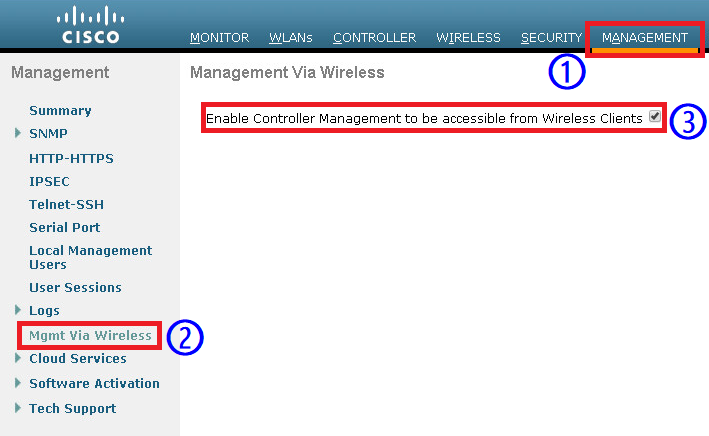 CISCO
MONITOR WLANs CONTROLLER WIRELESS SECURITY MANAGEMENT
1
Management
Management Via Wireless
Summary
Enable Controller Management to be accessible from Wireless Clients
3
SNMP
HTTP-HTTPS
IPSEC
Telnet-SSH
Serial Port
Local Management
Users
User Sessions
Logs
Mgmt Via Wireless
2
Cloud Services
Software Activation
Tech Support